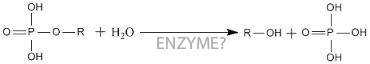 OH OH
O=P—O—R + H₂O R—OH + O=P—OH
OH ENZYME? OH